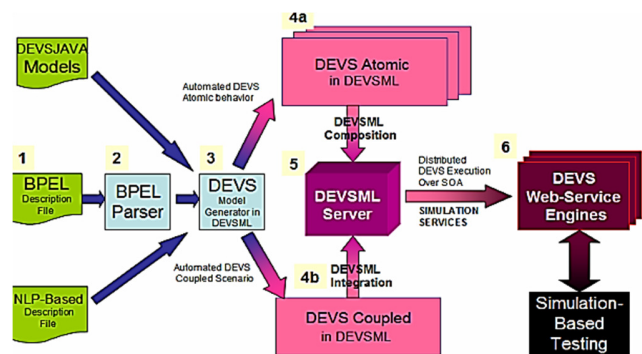 4a
DEVSJAVA
Models
DEVS Atomic
in DEVSML
Automated DEVS
Atomic behavior
DEVSML
Composition
1
2
3
5
6
BPEL
Description
File
BPEL
Parser
DEVS
Model
Generator in
DEVSML
DEVSML
Server
Distributed
DEVS Execution
Over SOA
SIMULATION
SERVICES
DEVS
Web-Service
Engines
Automated DEVS
Coupled Scenario
4b
DEVSML
Integration
NLP-Based
Description
File
DEVS Coupled
in DEVSML
Simulation-
Based
Testing